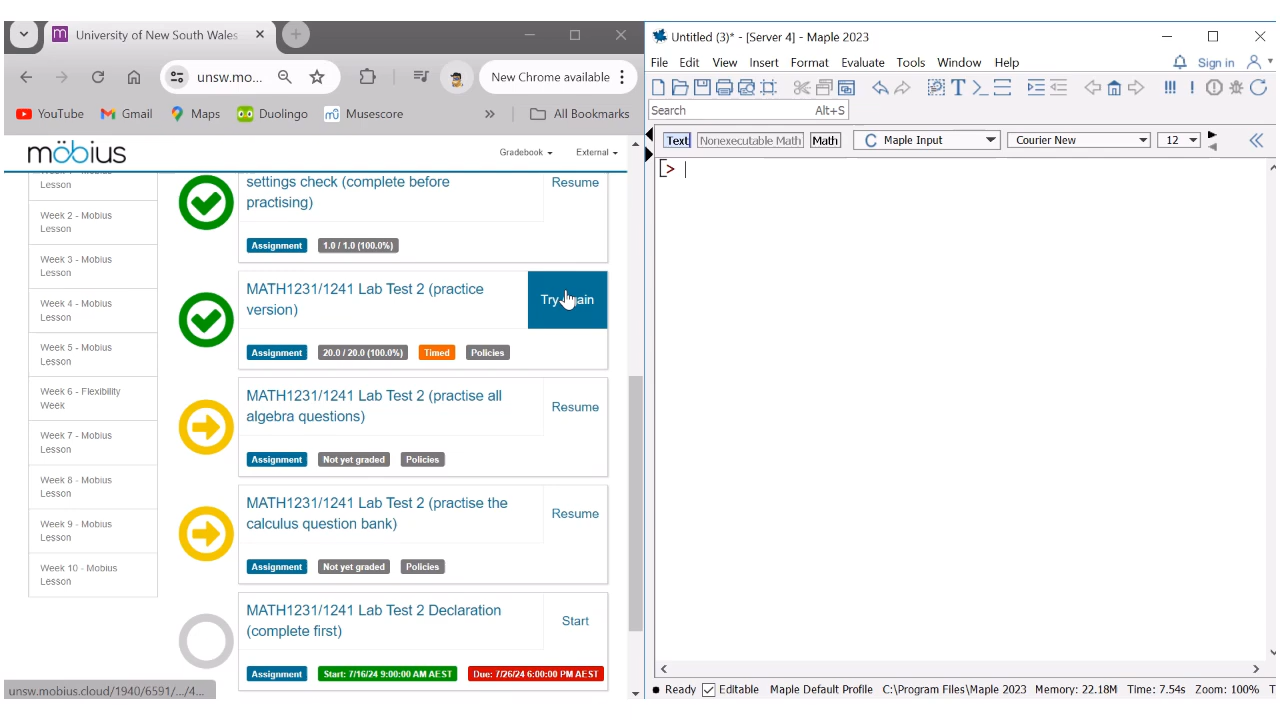 University of New South Wales
unsw.mo...
New Chrome available
YouTube
Gmail
Maps
Duolingo
Musescore
»
All Bookmarks
möbius
Gradebook
External
Lesson
Week 2 - Mobius
Lesson
Week 3 - Mobius
Lesson
Week 4 - Mobius
Lesson
Week 5 - Mobius
Lesson
Week 6 - Flexibility
Week
Week 7 - Mobius
Lesson
Week 8 - Mobius
Lesson
Week 9 - Mobius
Lesson
Week 10 - Mobius
Lesson
settings check (complete before
practising)
Resume
Assignment
1.0 / 1.0 (100.0%)
MATH1231/1241 Lab Test 2 (practice
version)
Try Again
Assignment
20.0 / 20.0 (100.0%)
Timed
Policies
MATH1231/1241 Lab Test 2 (practise all
algebra questions)
Resume
Assignment
Not yet graded
Policies
MATH1231/1241 Lab Test 2 (practise the
calculus question bank)
Resume
Assignment
Not yet graded
Policies
MATH1231/1241 Lab Test 2 Declaration
(complete first)
Start
Assignment
Start: 7/16/24 9:00:00 AM AEST
Due: 7/26/24 6:00:00 PM AEST
unsw.mobius.cloud/1940/6591/.../4...
Untitled (3)* - [Server 4] - Maple 2023
File Edit View Insert Format Evaluate Tools Window Help
Sign in
Search
Alt+S
Text
Nonexecutable Math
Math
C Maple Input
Courier New
12
[>
Ready
Editable
Maple Default Profile
C:\Program Files\Maple 2023
Memory: 22.18M
Time: 7.54s
Zoom: 100%
T